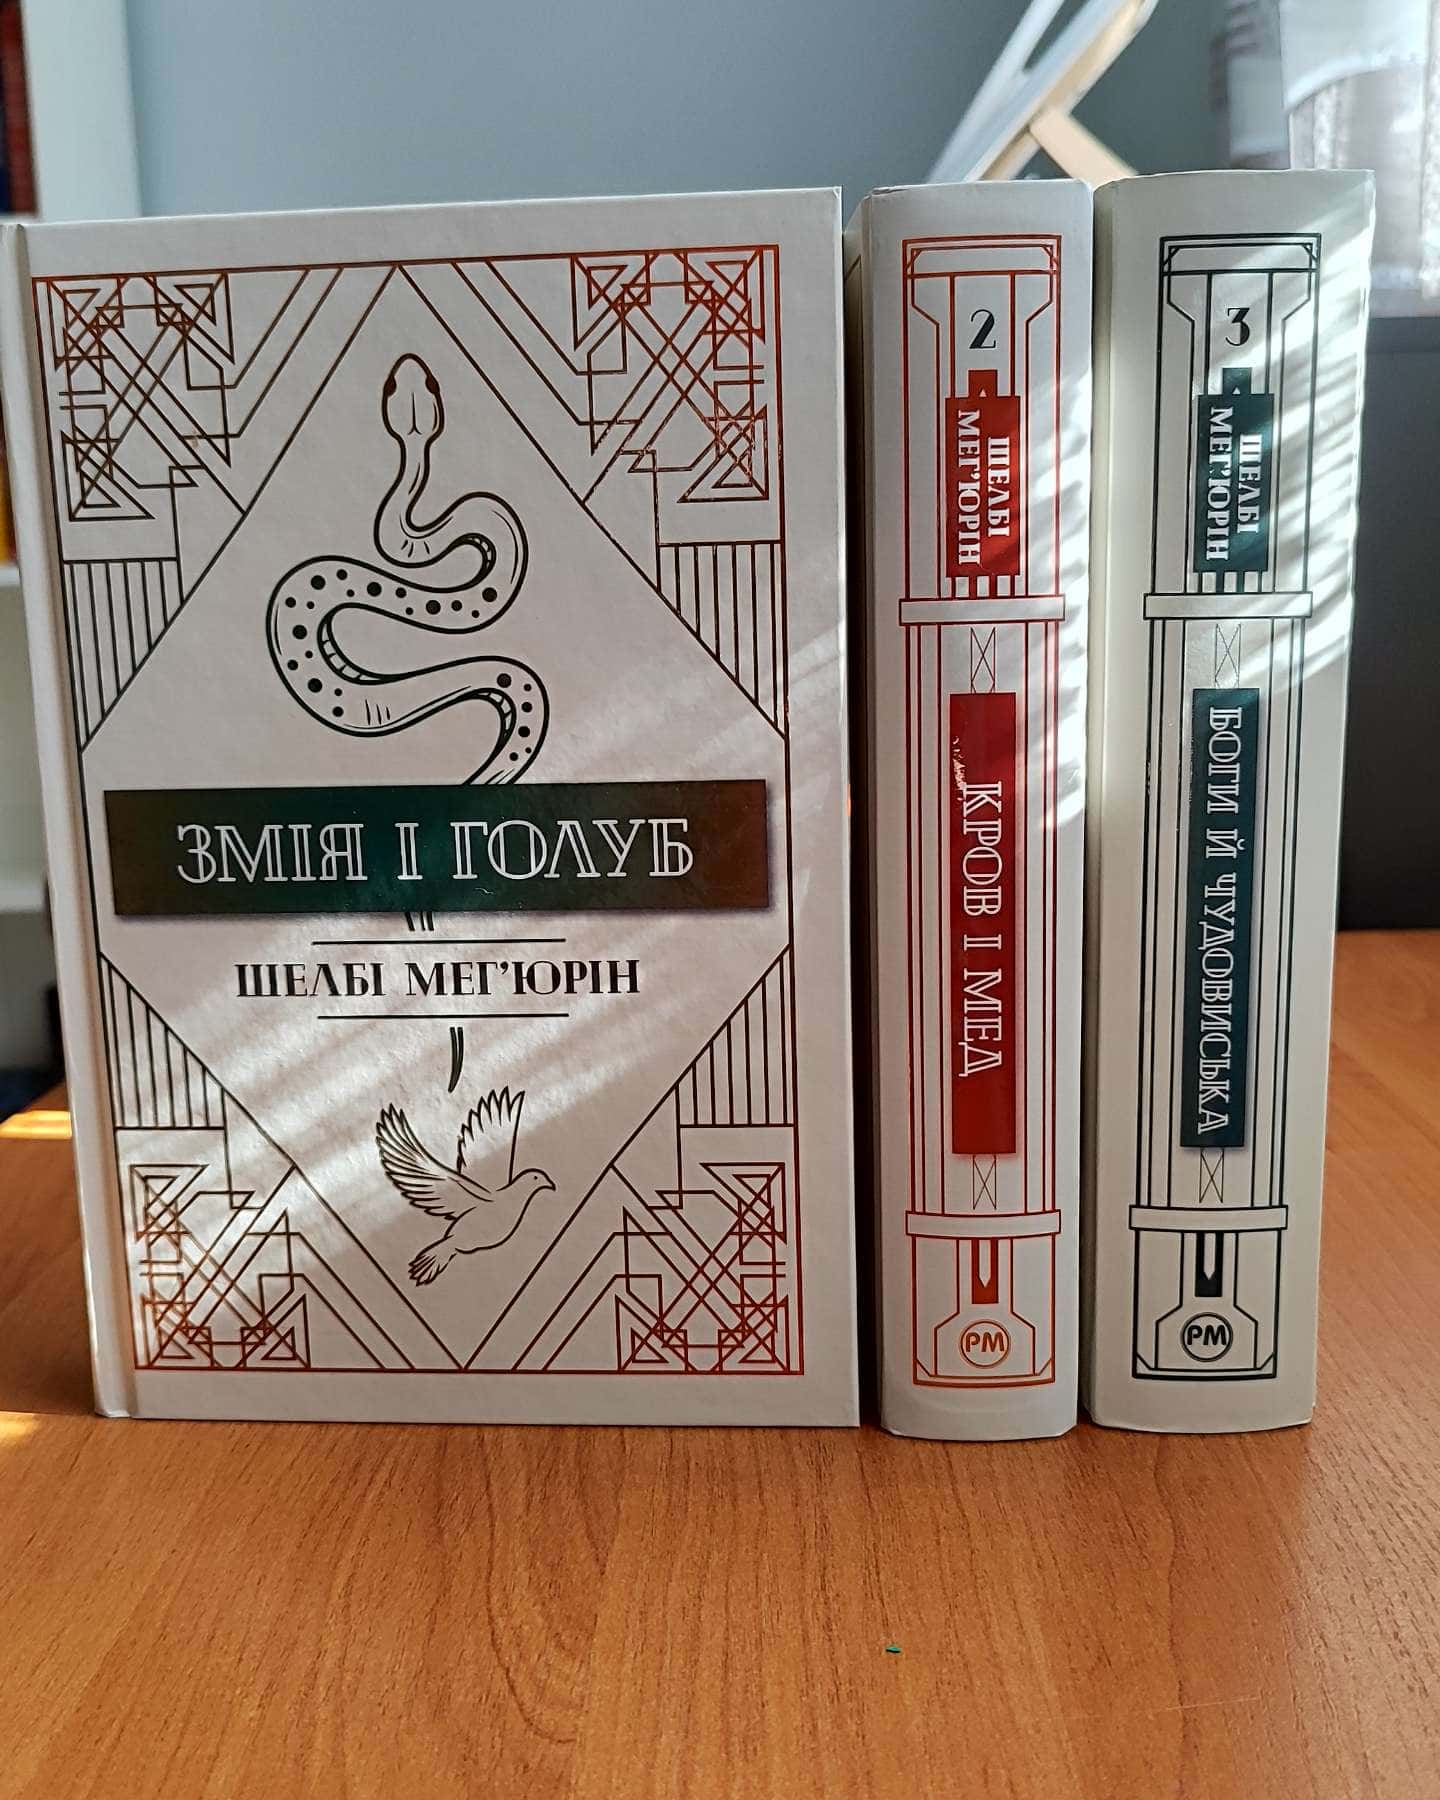 ЗМІЯ І ГОЛУБ
ШЕЛБІ МЕГ'ЮРІН
2
ШЕЛБІ
МЕГ'ЮРІН
КРОВ І МЕД
PM
3
ШЕЛБІ
МЕГ'ЮРІН
БОГИ Й ЧУДОВИСЬКА
PM